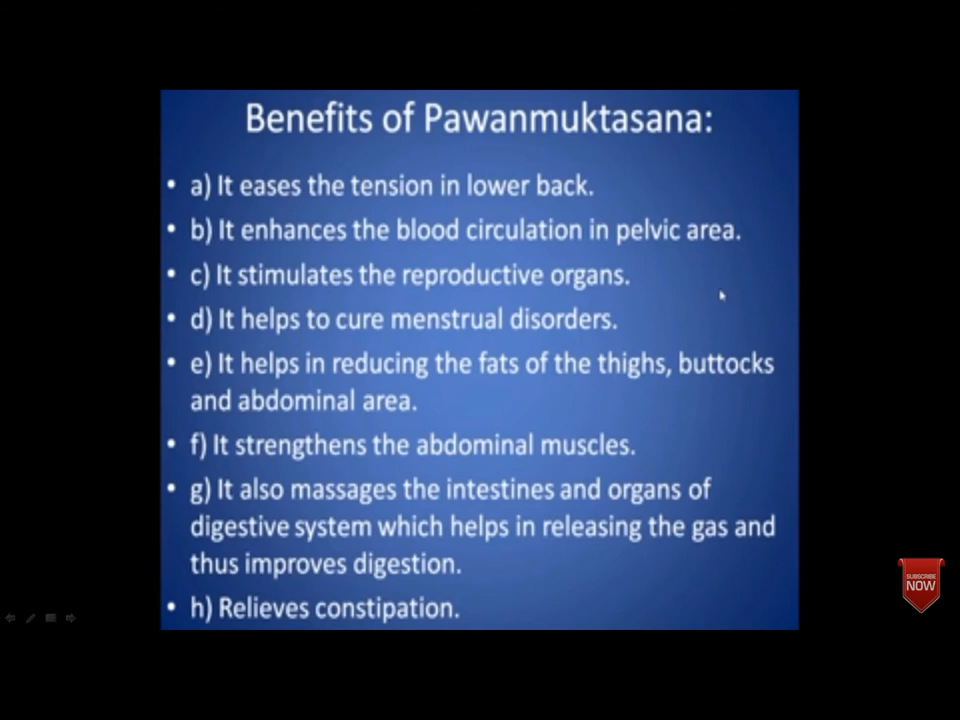 Benefits of Pawanmuktasana:
• a) It eases the tension in lower back.
• b) It enhances the blood circulation in pelvic area.
• c) It stimulates the reproductive organs.
• d) It helps to cure menstrual disorders.
• e) It helps in reducing the fats of the thighs, buttocks
and abdominal area.
• f) It strengthens the abdominal muscles.
• g) It also massages the intestines and organs of
digestive system which helps in releasing the gas and
thus improves digestion.
• h) Relieves constipation.
SUBSCRIBE
NOW